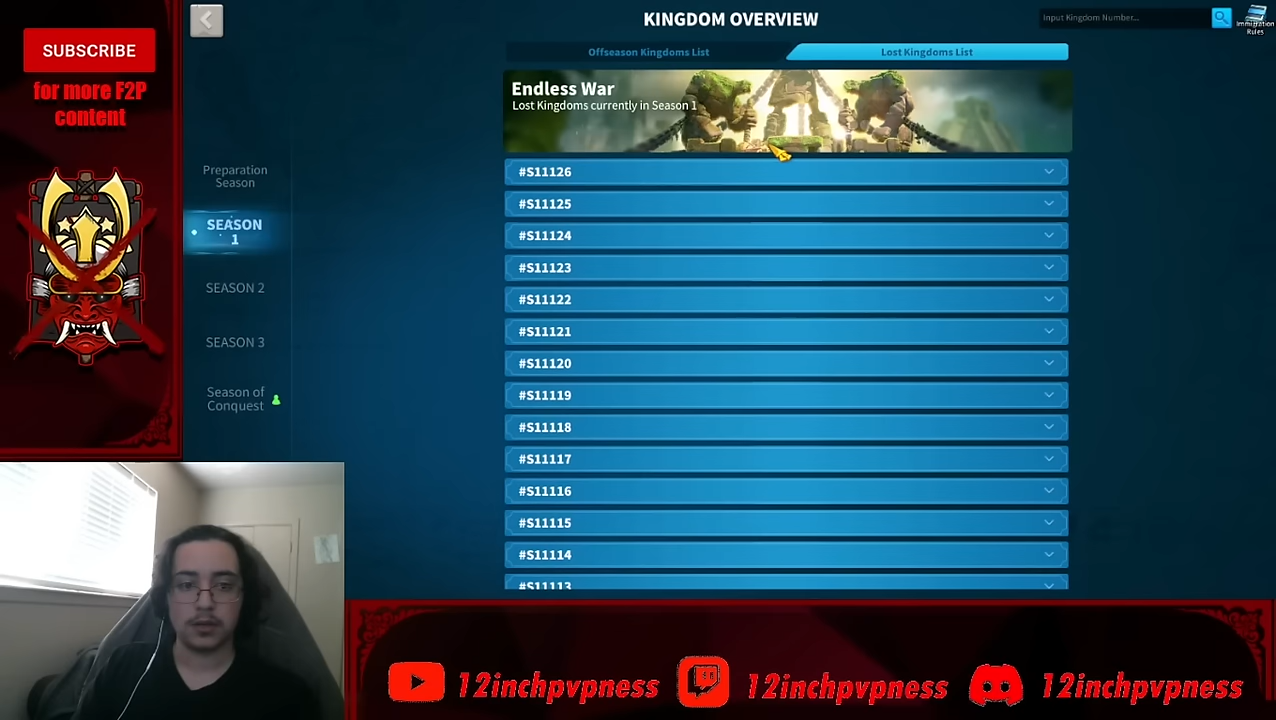 KINGDOM OVERVIEW
Input Kingdom Number...
Immigration
Rules
SUBSCRIBE
for more F2P
content
Offseason Kingdoms List
Lost Kingdoms List
Endless War
Lost Kingdoms currently in Season 1
Preparation
Season
SEASON
1
SEASON 2
SEASON 3
Season of
Conquest
#S11126
#S11125
#S11124
#S11123
#S11122
#S11121
#S11120
#S11119
#S11118
#S11117
#S11116
#S11115
#S11114
#S11113
12inchpvpness
12inchpvpness
12inchpvpness